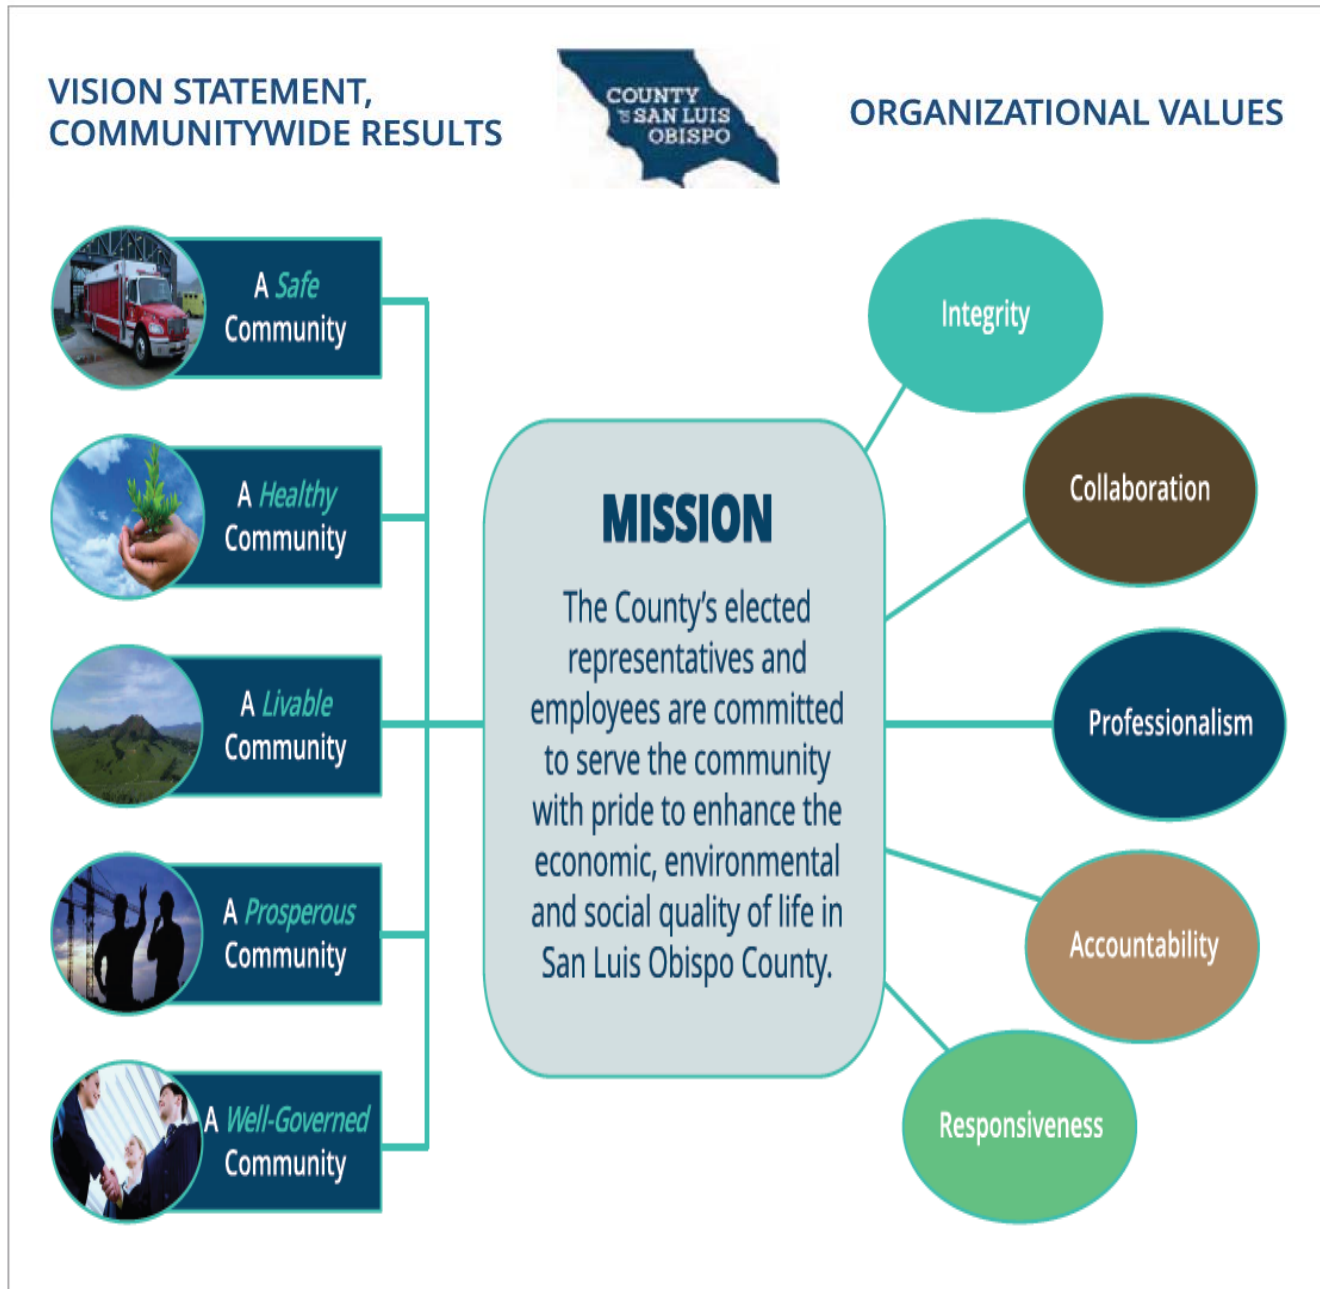 VISION STATEMENT,
COMMUNITYWIDE RESULTS
COUNTY
of SAN LUIS
OBISPO
ORGANIZATIONAL VALUES
A Safe
Community
A Healthy
Community
A Livable
Community
A Prosperous
Community
A Well-Governed
Community
MISSION
The County’s elected
representatives and
employees are committed
to serve the community
with pride to enhance the
economic, environmental
and social quality of life in
San Luis Obispo County.
Integrity
Collaboration
Professionalism
Accountability
Responsiveness